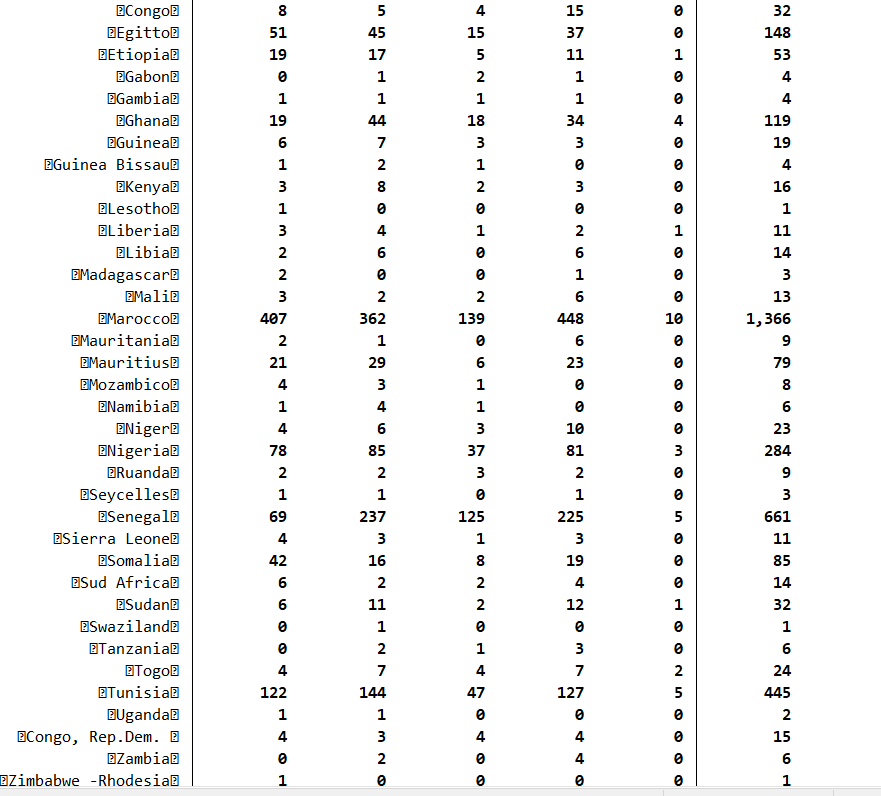 Congo 8 5 4 15 0 32
Egitto 51 45 15 37 0 148
Etiopia 19 17 5 11 1 53
Gabon 0 1 2 1 0 4
Gambia 1 1 1 1 0 4
Ghana 19 44 18 34 4 119
Guinea 6 7 3 3 0 19
Guinea Bissau 1 2 1 0 0 4
Kenya 3 8 2 3 0 16
Lesotho 1 0 0 0 0 1
Liberia 3 4 1 2 1 11
Libia 2 6 0 6 0 14
Madagascar 2 0 0 1 0 3
Mali 3 2 2 6 0 13
Marocco 407 362 139 448 10 1,366
Mauritania 2 1 0 6 0 9
Mauritius 21 29 6 23 0 79
Mozambico 4 3 1 0 0 8
Namibia 1 4 1 0 0 6
Niger 4 6 3 10 0 23
Nigeria 78 85 37 81 3 284
Ruanda 2 2 3 2 0 9
Seycelles 1 1 0 1 0 3
Senegal 69 237 125 225 5 661
Sierra Leone 4 3 1 3 0 11
Somalia 42 16 8 19 0 85
Sud Africa 6 2 2 4 0 14
Sudan 6 11 2 12 1 32
Swaziland 0 1 0 0 0 1
Tanzania 0 2 1 3 0 6
Togo 4 7 4 7 2 24
Tunisia 122 144 47 127 5 445
Uganda 1 1 0 0 0 2
Congo, Rep.Dem. 4 3 4 4 0 15
Zambia 0 2 0 4 0 6
Zimbabwe -Rhodesia 1 0 0 0 0 1